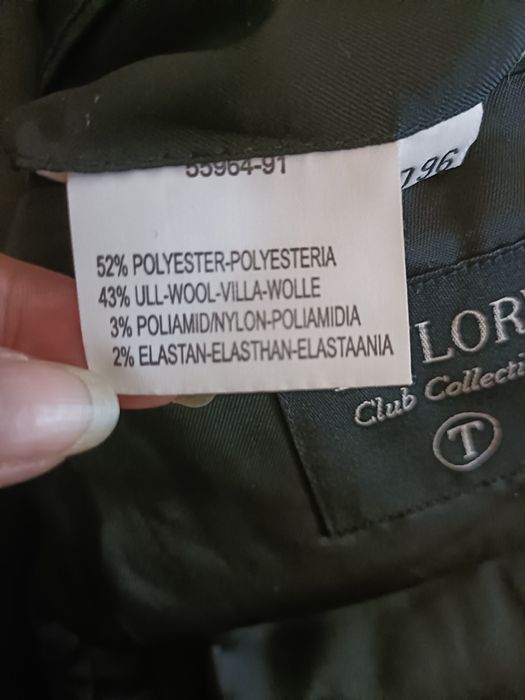 55964-91
796
52% POLYESTER-POLYESTERIA
43% ULL-WOOL-VILLA-WOLLE
3% POLIAMID/NYLON-POLIAMIDIA
2% ELASTAN-ELASTHAN-ELASTAANIA
LOR
Club Collecti
T